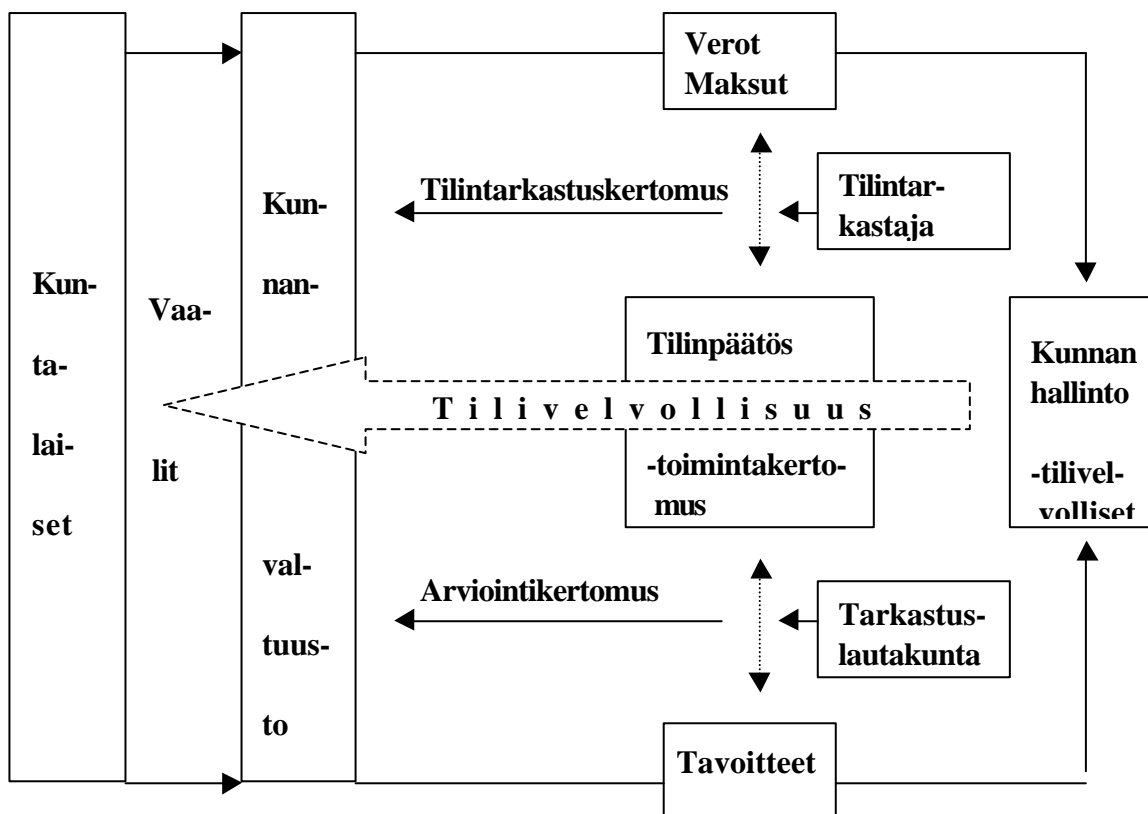 Kun-
ta-
lai-
set
Vaa-
lit
Kun-
nan-
val-
tuus-
to
Verot
Maksut
Tilintarkastuskertomus
Tilintar-
kastaja
Tilinpäätös
Tilivelvollisuus
-toimintakerto-
mus
Kunnan
hallinto
-tilivel-
volliset
Arviointikertomus
Tarkastus-
lautakunta
Tavoitteet